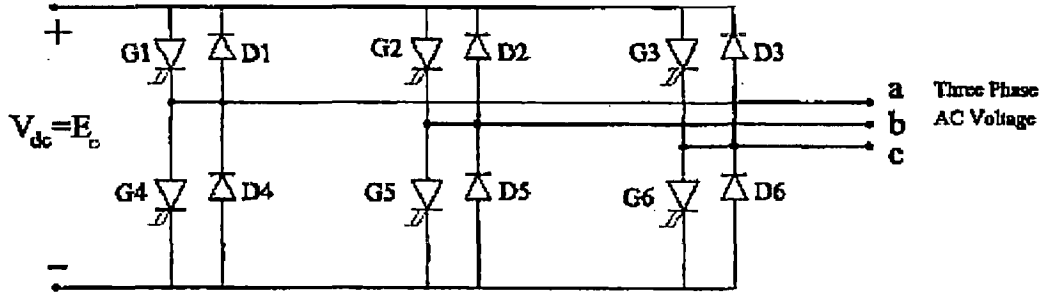 +
G1 D1 G2 D2 G3 D3
a Three Phase
b AC Voltage
c
V
G4 D4 G5 D5 G6 D6
−